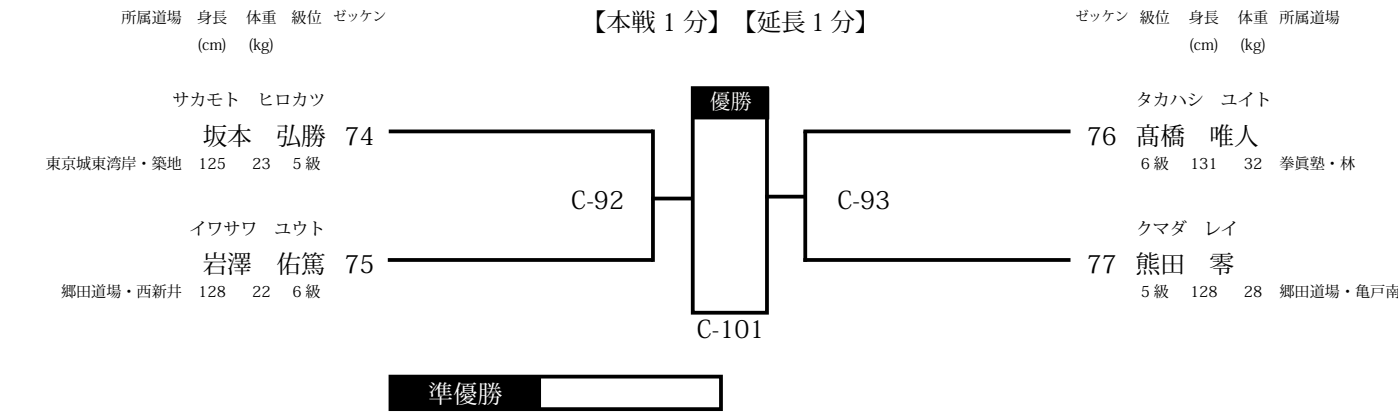 所属道場 身長 体重 級位 ゼッケン 【本戦１分】【延長１分】 ゼッケン 級位 身長 体重 所属道場
(cm) (kg) (cm) (kg)
サカモト ヒロカツ 優勝 タカハシ ユイト
坂本 弘勝 74 76 髙橋 唯人
東京城東湾岸・築地 125 23 5級 6級 131 32 拳眞塾・林
C-92 C-93
イワサワ ユウト クマダ レイ
岩澤 佑篤 75 77 熊田 零
郷田道場・西新井 128 22 6級 5級 128 28 郷田道場・亀戸南
C-101
準優勝